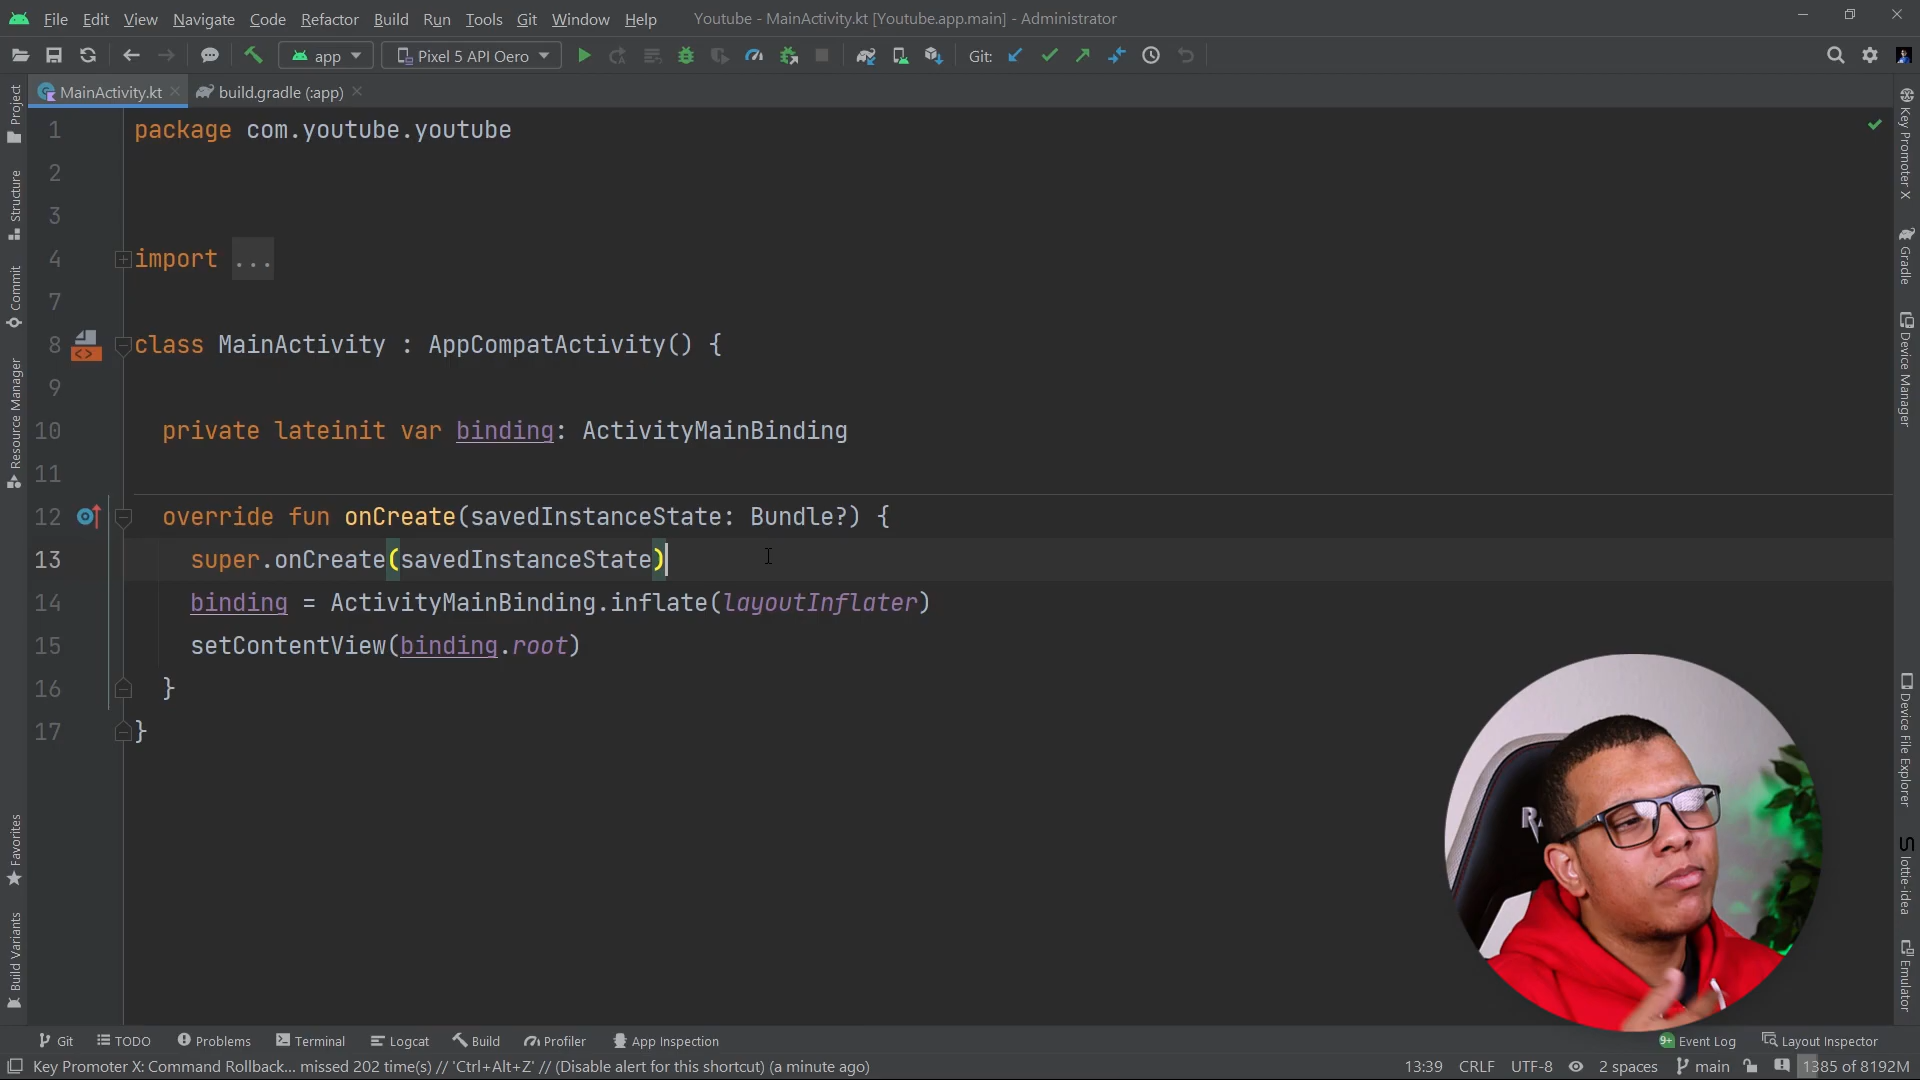 File Edit View Navigate Code Refactor Build Run Tools Git Window Help Youtube - MainActivity.kt [Youtube.app.main] - Administrator
app Pixel 5 API Oero Git:
MainActivity.kt build.gradle (:app)
1 package com.youtube.youtube
2
3
4 import ...
7
8 class MainActivity : AppCompatActivity() {
9
10 private lateinit var binding: ActivityMainBinding
11
12 override fun onCreate(savedInstanceState: Bundle?) {
13 super.onCreate(savedInstanceState)
14 binding = ActivityMainBinding.inflate(layoutInflater)
15 setContentView(binding.root)
16 }
17 }
Project
Structure
Commit
Resource Manager
Favorites
Build Variants
Key Promoter X
Gradle
Device Manager
Device File Explorer
lottie-idea
Emulator
Git TODO Problems Terminal Logcat Build Profiler App Inspection 9+ Event Log Layout Inspector
Key Promoter X: Command Rollback... missed 202 time(s) // 'Ctrl+Alt+Z' // (Disable alert for this shortcut) (a minute ago) 13:39 CRLF UTF-8 2 spaces main 1385 of 8192M